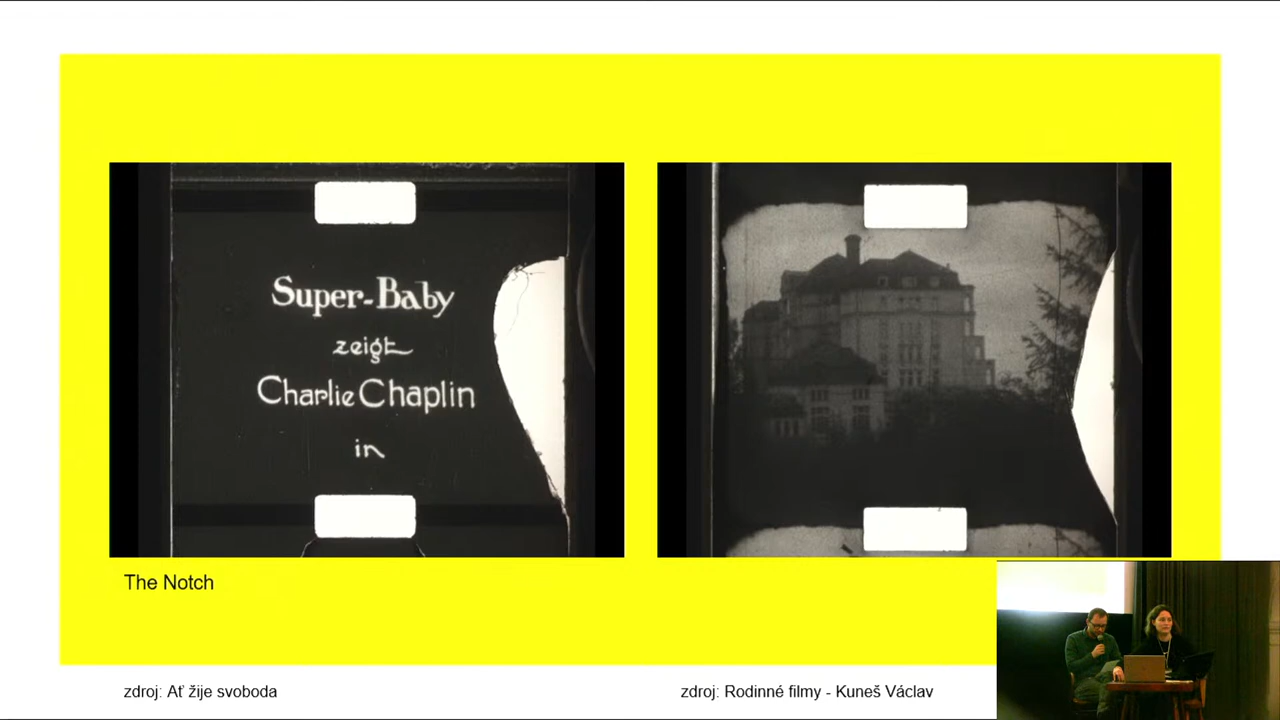 Super-Baby
zeigt
Charlie Chaplin
in
The Notch
zdroj: Ať žije svoboda
zdroj: Rodinné filmy - Kuneš Václav